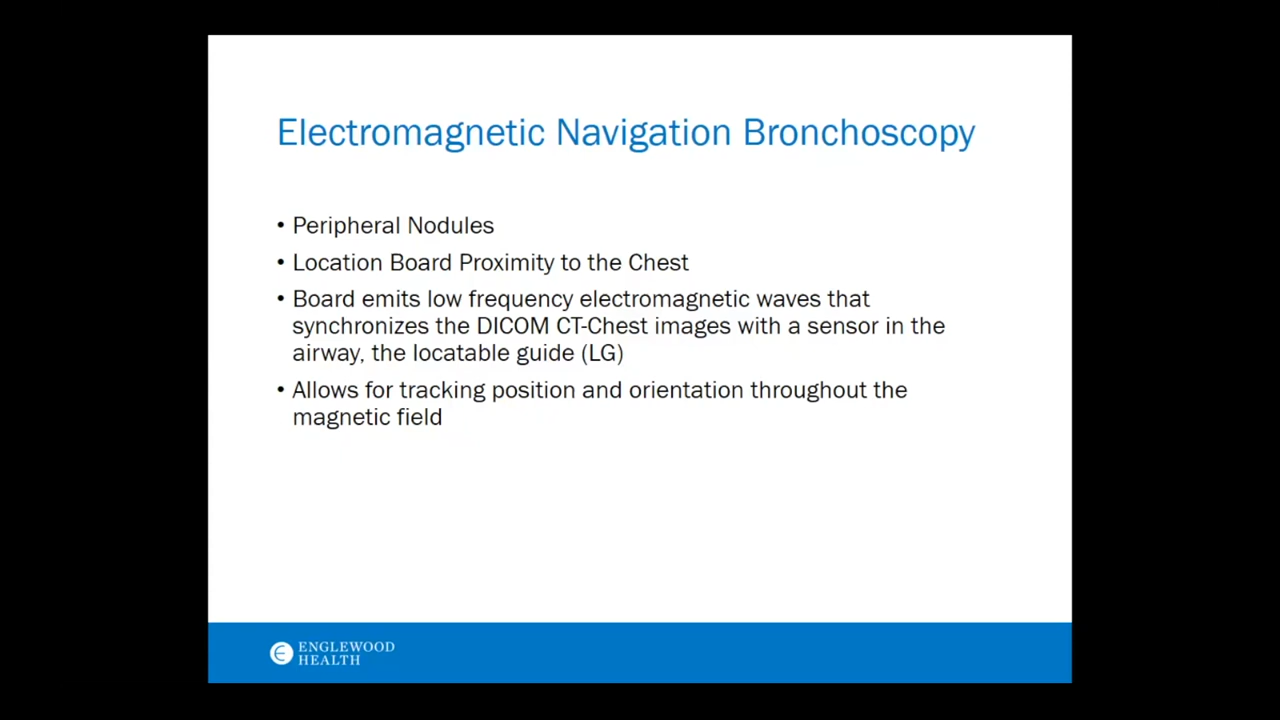 Electromagnetic Navigation Bronchoscopy
• Peripheral Nodules
• Location Board Proximity to the Chest
• Board emits low frequency electromagnetic waves that
synchronizes the DICOM CT-Chest images with a sensor in the
airway, the locatable guide (LG)
• Allows for tracking position and orientation throughout the
magnetic field
ENGLEWOOD
HEALTH